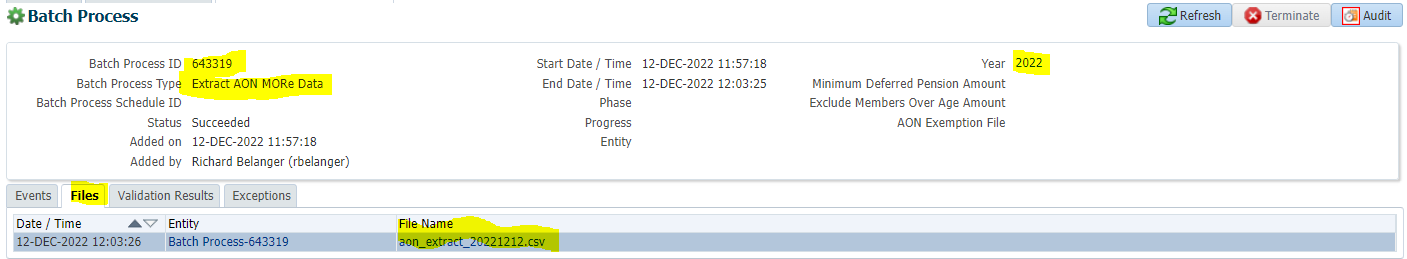 Batch Process
Refresh Terminate Audit
Batch Process ID 643319 Start Date / Time 12-DEC-2022 11:57:18 Year 2022
Batch Process Type Extract AON MORe Data End Date / Time 12-DEC-2022 12:03:25 Minimum Deferred Pension Amount
Batch Process Schedule ID Phase Exclude Members Over Age Amount
Status Succeeded Progress AON Exemption File
Added on 12-DEC-2022 11:57:18 Entity
Added by Richard Belanger (rbelanger)
Events Files Validation Results Exceptions
Date / Time Entity File Name
12-DEC-2022 12:03:26 Batch Process-643319 aon_extract_20221212.csv